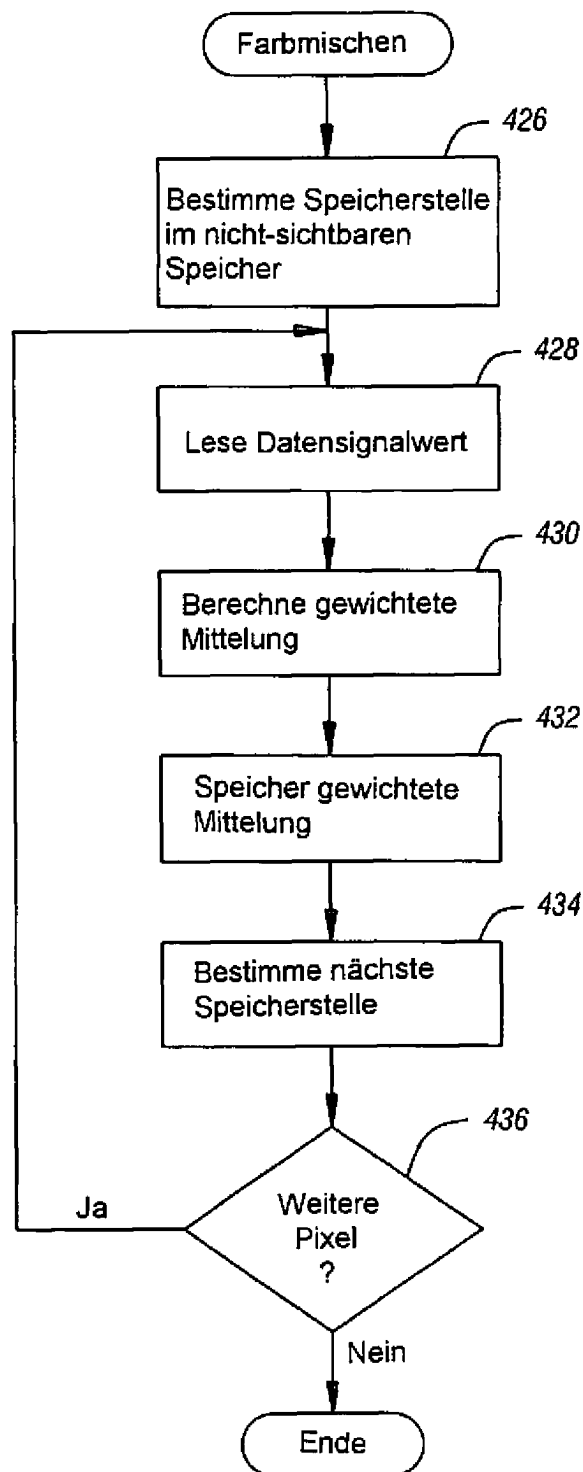 Farbmischen
426
Bestimme Speicherstelle
im nicht-sichtbaren
Speicher
428
Lese Datensignalwert
430
Berechne gewichtete
Mittelung
432
Speicher gewichtete
Mittelung
434
Bestimme nächste
Speicherstelle
436
Ja
Weitere
Pixel
?
Nein
Ende